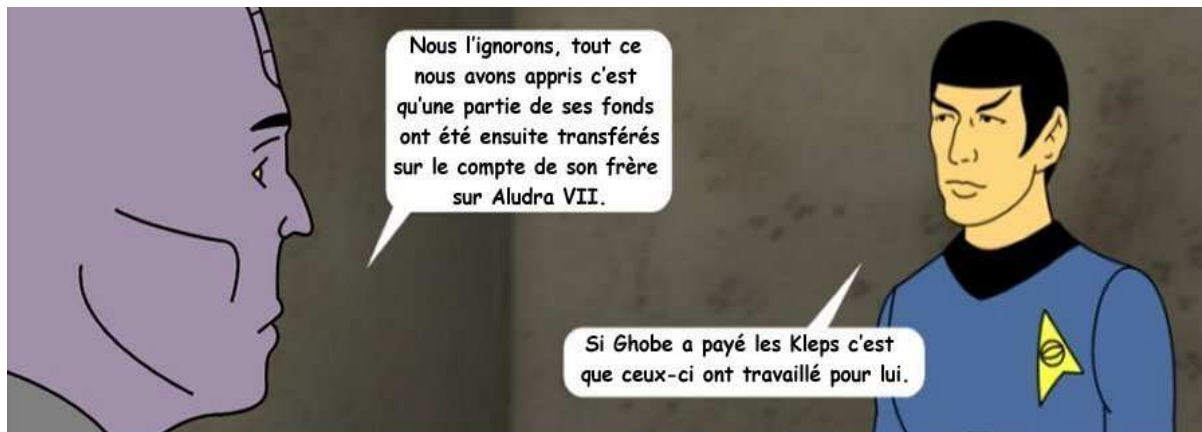 Nous l'ignorons, tout ce
nous avons appris c'est
qu'une partie de ses fonds
ont été ensuite transférés
sur le compte de son frère
sur Aludra VII.
Si Ghobe a payé les Kleps c'est
que ceux-ci ont travaillé pour lui.